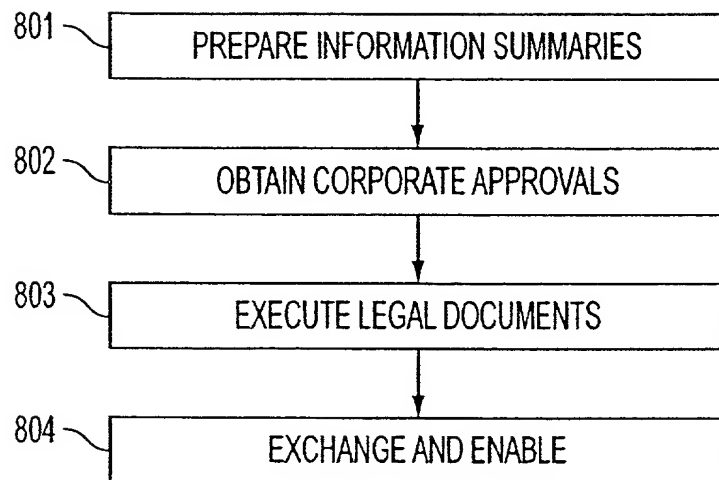 801 PREPARE INFORMATION SUMMARIES
802 OBTAIN CORPORATE APPROVALS
803 EXECUTE LEGAL DOCUMENTS
804 EXCHANGE AND ENABLE